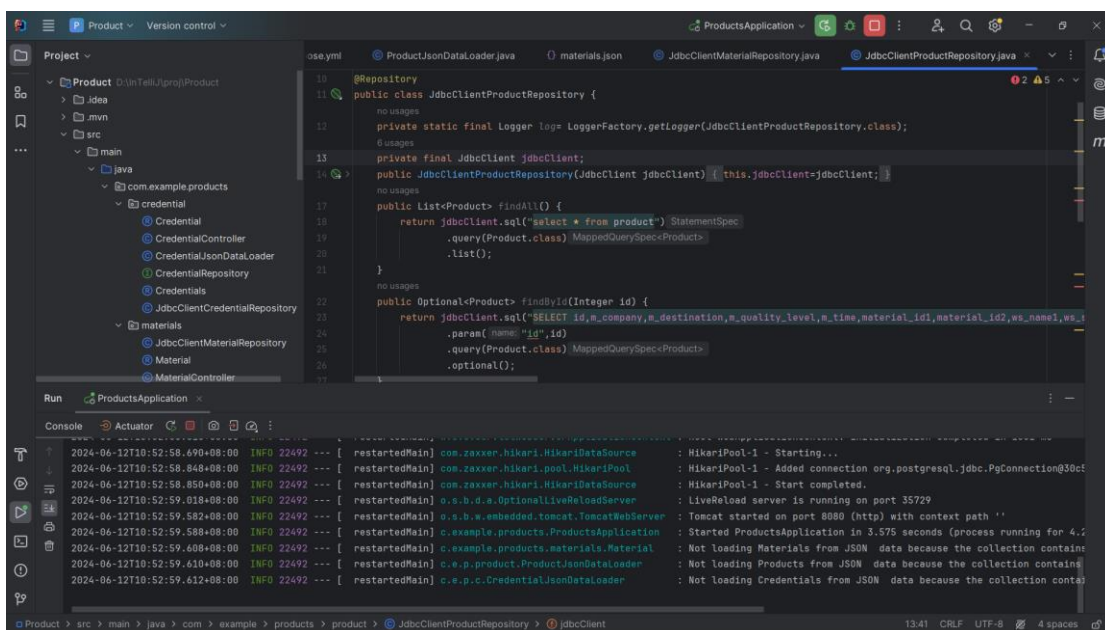 Product Version control ProductsApplication
Project
ose.yml ProductJsonDataLoader.java materials.json JdbcClientMaterialRepository.java JdbcClientProductRepository.java
Product D:\InTelliJ\proj\Product
.idea
.mvn
src
main
java
com.example.products
credential
Credential
CredentialController
CredentialJsonDataLoader
CredentialRepository
Credentials
JdbcClientCredentialRepository
materials
JdbcClientMaterialRepository
Material
MaterialController
2 5
10 @Repository
11 public class JdbcClientProductRepository {
no usages
12 private static final Logger log= LoggerFactory.getLogger(JdbcClientProductRepository.class);
6 usages
13 private final JdbcClient jdbcClient;
14 public JdbcClientProductRepository(JdbcClient jdbcClient) { this.jdbcClient=jdbcClient; }
no usages
17 public List<Product> findAll() {
18 return jdbcClient.sql("select * from product") StatementSpec
19 .query(Product.class) MappedQuerySpec<Product>
20 .list();
21 }
no usages
22 public Optional<Product> findById(Integer id) {
23 return jdbcClient.sql("SELECT id,m_company,m_destination,m_quality_level,m_time,material_id1,material_id2,ws_name1,
24 .param( name: "id",id)
25 .query(Product.class) MappedQuerySpec<Product>
26 .optional();
27 }
Run ProductsApplication
Console Actuator
2024-06-12T10:52:58.690+08:00 INFO 22492 --- [ restartedMain] com.zaxxer.hikari.HikariDataSource : HikariPool-1 - Starting...
2024-06-12T10:52:58.848+08:00 INFO 22492 --- [ restartedMain] com.zaxxer.hikari.pool.HikariPool : HikariPool-1 - Added connection org.postgresql.jdbc.PgConnection@30c
2024-06-12T10:52:58.850+08:00 INFO 22492 --- [ restartedMain] com.zaxxer.hikari.HikariDataSource : HikariPool-1 - Start completed.
2024-06-12T10:52:59.018+08:00 INFO 22492 --- [ restartedMain] o.s.b.d.a.OptionalLiveReloadServer : LiveReload server is running on port 35729
2024-06-12T10:52:59.582+08:00 INFO 22492 --- [ restartedMain] o.s.b.w.embedded.tomcat.TomcatWebServer : Tomcat started on port 8080 (http) with context path ''
2024-06-12T10:52:59.588+08:00 INFO 22492 --- [ restartedMain] c.example.products.ProductsApplication : Started ProductsApplication in 3.575 seconds (process running for 4.2
2024-06-12T10:52:59.608+08:00 INFO 22492 --- [ restartedMain] c.example.products.materials.Material : Not loading Materials from JSON data because the collection contains
2024-06-12T10:52:59.610+08:00 INFO 22492 --- [ restartedMain] c.e.p.product.ProductJsonDataLoader : Not loading Products from JSON data because the collection contains
2024-06-12T10:52:59.612+08:00 INFO 22492 --- [ restartedMain] c.e.p.c.CredentialJsonDataLoader : Not loading Credentials from JSON data because the collection contai
Product > src > main > java > com > example > products > product > JdbcClientProductRepository > jdbcClient 13:41 CRLF UTF-8 4 spaces